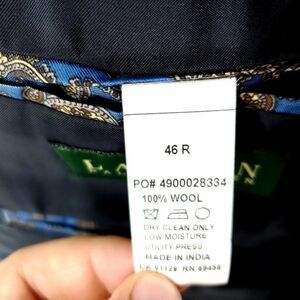 46 R
PO# 4900028334
100% WOOL
DRY CLEAN ONLY
LOW MOISTURE
UTILITY PRESS
MADE IN INDIA